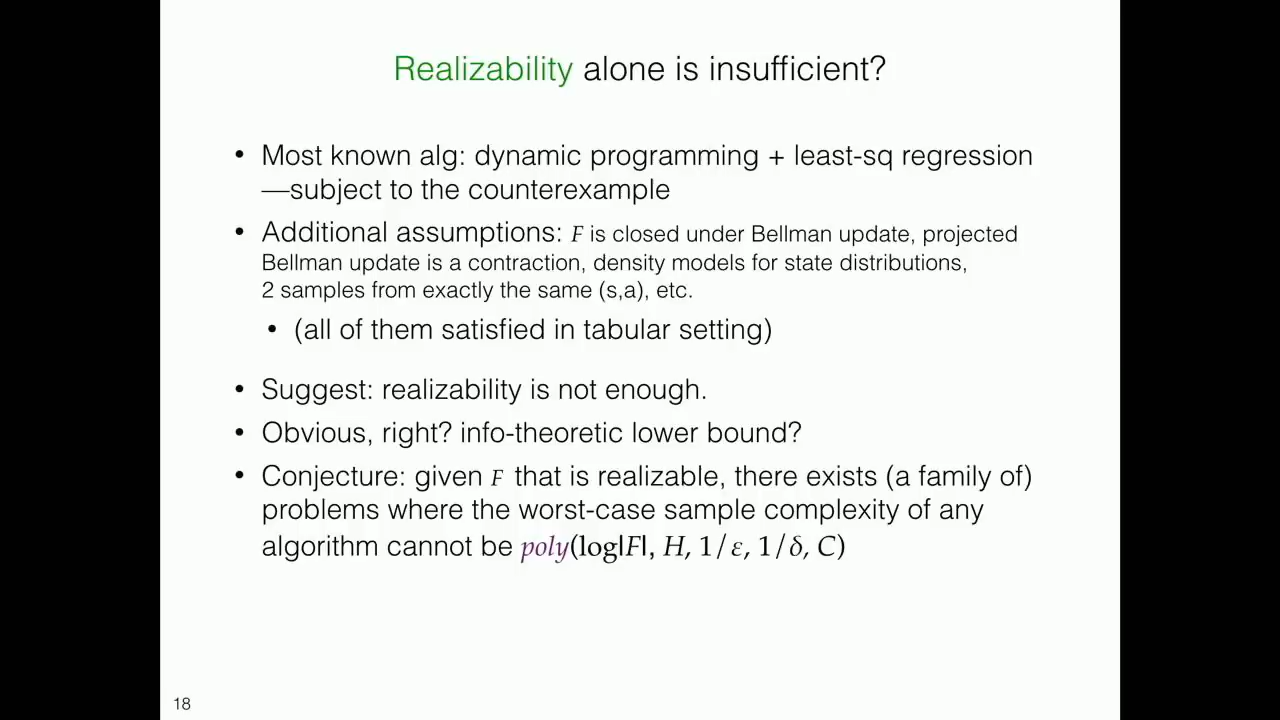 Realizability alone is insufficient?
• Most known alg: dynamic programming + least-sq regression
—subject to the counterexample
• Additional assumptions: F is closed under Bellman update, projected
Bellman update is a contraction, density models for state distributions,
2 samples from exactly the same (s,a), etc.
• (all of them satisfied in tabular setting)
• Suggest: realizability is not enough.
• Obvious, right? info-theoretic lower bound?
• Conjecture: given F that is realizable, there exists (a family of)
problems where the worst-case sample complexity of any
algorithm cannot be poly(log|F|, H, 1/ε, 1/δ, C)
18